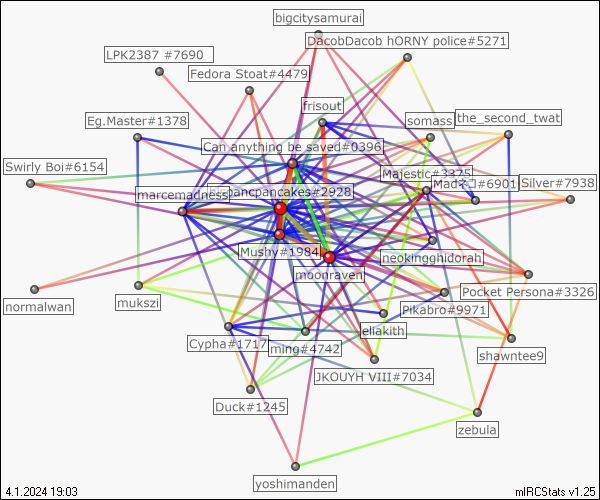 bigcitysamurai
DacobDacob hORNY police#5271
LPK2387 #7690
Fedora Stoat#4479
frisout
Eg.Master#1378
somass
the_second_twat
Can anything be saved#0396
Swirly Boi#6154
Majestic#3375
#6901
Silver#7938
marcemadness
ancpancakes#2928
Mushy#1984
neokingghidorah
moonraven
Pocket Persona#3326
normalwan
mukszi
Pikabro#9971
eliakith
Cypha#1717
ming#4742
shawntee9
JKOUYH VIII#7034
Duck#1245
zebula
yoshimanden
4.1.2024 19:03
mIRCStats v1.25